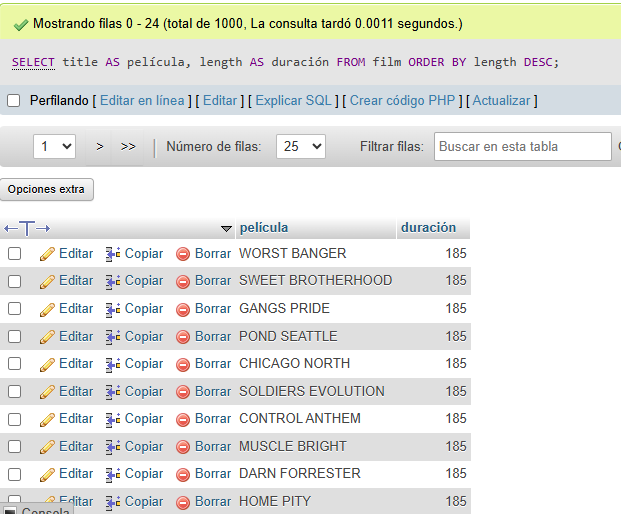 Mostrando filas 0 - 24 (total de 1000, La consulta tardó 0.0011 segundos.)
SELECT title AS película, length AS duración FROM film ORDER BY length DESC;
Perfilando [ Editar en línea ] [ Editar ] [ Explicar SQL ] [ Crear código PHP ] [ Actualizar ]
1 > >> | Número de filas: 25 Filtrar filas: Buscar en esta tabla
Opciones extra
←T→ película duración
Editar Copiar Borrar WORST BANGER 185
Editar Copiar Borrar SWEET BROTHERHOOD 185
Editar Copiar Borrar GANGS PRIDE 185
Editar Copiar Borrar POND SEATTLE 185
Editar Copiar Borrar CHICAGO NORTH 185
Editar Copiar Borrar SOLDIERS EVOLUTION 185
Editar Copiar Borrar CONTROL ANTHEM 185
Editar Copiar Borrar MUSCLE BRIGHT 185
Editar Copiar Borrar DARN FORRESTER 185
Editar Copiar Borrar HOME PITY 185
Consola